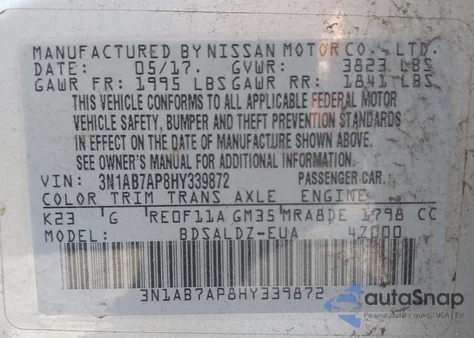 MANUFACTURED BY NISSAN MOTOR CO., LTD.
DATE: 05/17. GVWR: 3823 LBS
GAWR FR: 1995 LBS GAWR RR: 1841 LBS
THIS VEHICLE CONFORMS TO ALL APPLICABLE FEDERAL MOTOR
VEHICLE SAFETY, BUMPER AND THEFT PREVENTION STANDARDS
IN EFFECT ON THE DATE OF MANUFACTURE SHOWN ABOVE.
SEE OWNER'S MANUAL FOR ADDITIONAL INFORMATION.
VIN: 3N1AB7AP8HY339872 PASSENGER CAR.
COLOR TRIM TRANS AXLE ENGINE
K23 G RE0F11A GM35 MRA8DE 1798 CC
MODEL: BDSALDZ-EUA 4Z000
3N1AB7AP8HY339872
autoSnap